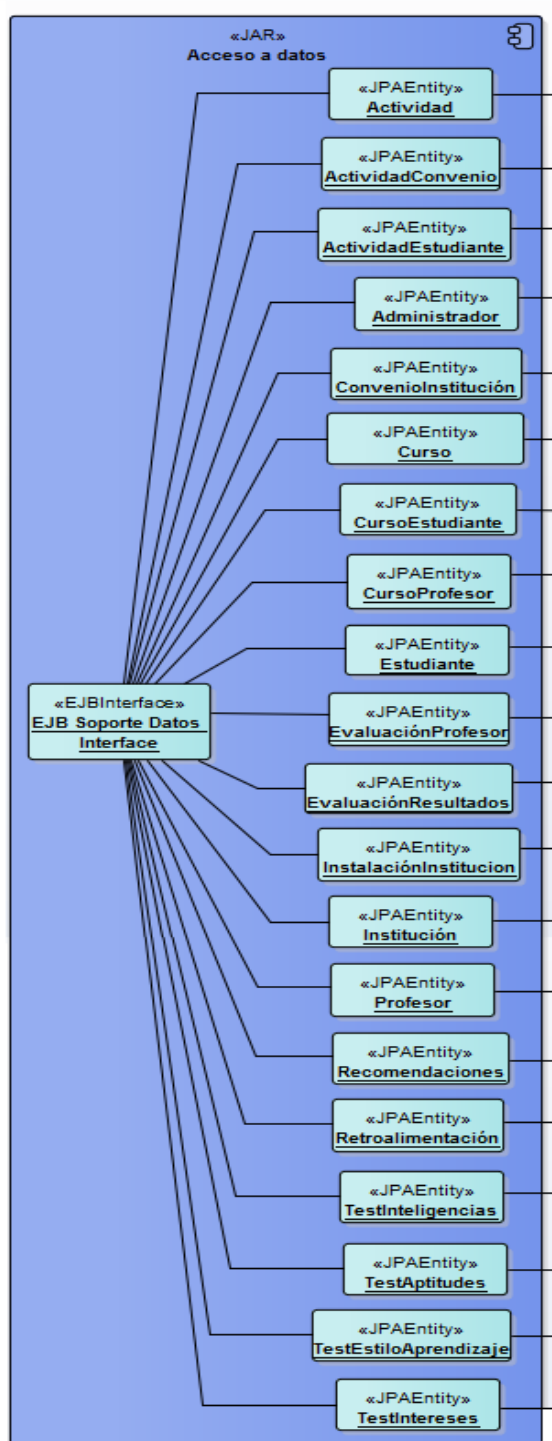 «JAR»
Acceso a datos
«JPAEntity»
Actividad
«JPAEntity»
ActividadConvenio
«JPAEntity»
ActividadEstudiante
«JPAEntity»
Administrador
«JPAEntity»
ConvenioInstitución
«JPAEntity»
Curso
«JPAEntity»
CursoEstudiante
«JPAEntity»
CursoProfesor
«JPAEntity»
Estudiante
«EJBInterface»
EJB Soporte Datos
Interface
«JPAEntity»
EvaluaciónProfesor
«JPAEntity»
EvaluaciónResultados
«JPAEntity»
InstalaciónInstitucion
«JPAEntity»
Institución
«JPAEntity»
Profesor
«JPAEntity»
Recomendaciones
«JPAEntity»
Retroalimentación
«JPAEntity»
TestInteligencias
«JPAEntity»
TestAptitudes
«JPAEntity»
TestEstiloAprendizaje
«JPAEntity»
TestIntereses